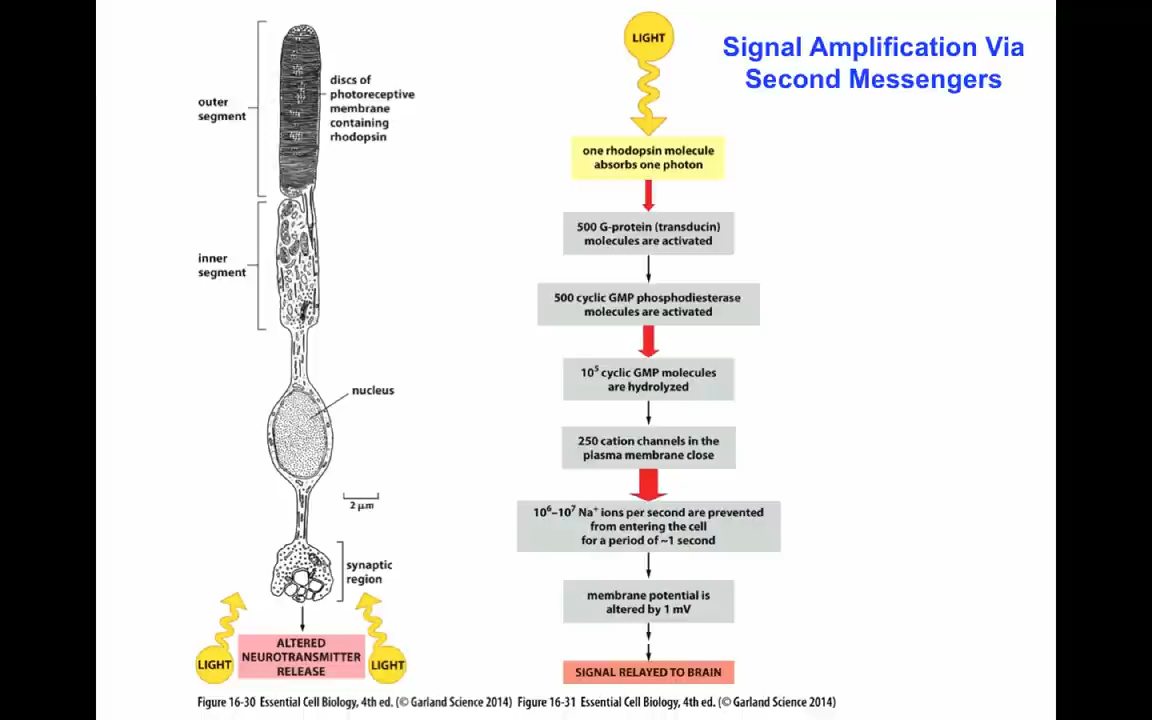 Signal Amplification Via
Second Messengers
outer
segment
discs of
photoreceptive
membrane
containing
rhodopsin
inner
segment
nucleus
2 μm
synaptic
region
LIGHT
ALTERED
NEUROTRANSMITTER
RELEASE
LIGHT
LIGHT
one rhodopsin molecule
absorbs one photon
500 G-protein (transducin)
molecules are activated
500 cyclic GMP phosphodiesterase
molecules are activated
10⁵ cyclic GMP molecules
are hydrolyzed
250 cation channels in the
plasma membrane close
10⁶–10⁷ Na⁺ ions per second are prevented
from entering the cell
for a period of ~1 second
membrane potential is
altered by 1 mV
SIGNAL RELAYED TO BRAIN
Figure 16-30 Essential Cell Biology, 4th ed. (© Garland Science 2014) Figure 16-31 Essential Cell Biology, 4th ed. (© Garland Science 2014)